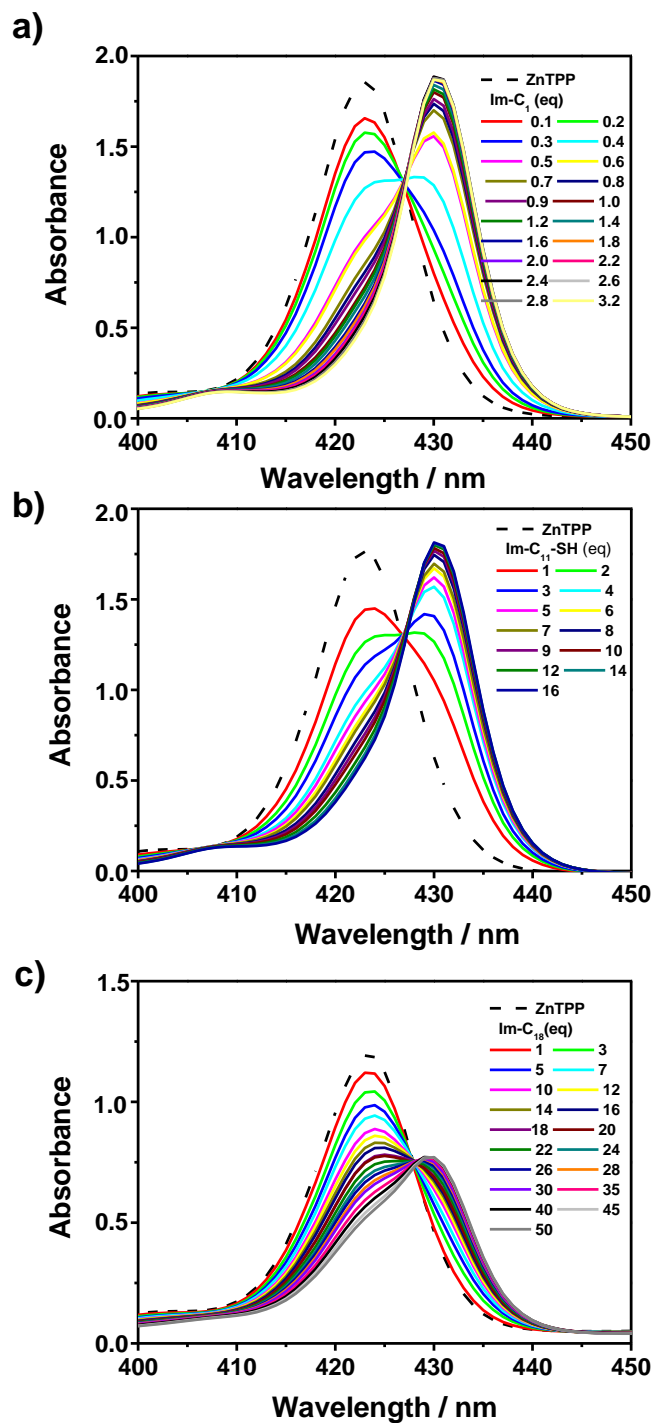 a)
2.0
1.5
1.0
0.5
0.0
Absorbance
ZnTPP
Im-C1 (eq)
0.1 0.2
0.3 0.4
0.5 0.6
0.7 0.8
0.9 1.0
1.2 1.4
1.6 1.8
2.0 2.2
2.4 2.6
2.8 3.2
400 410 420 430 440 450
Wavelength / nm
b)
2.0
1.5
1.0
0.5
0.0
Absorbance
ZnTPP
Im-C11-SH (eq)
1 2
3 4
5 6
7 8
9 10
12 14
16
400 410 420 430 440 450
Wavelength / nm
c)
1.5
1.0
0.5
0.0
Absorbance
ZnTPP
Im-C18(eq)
1 3
5 7
10 12
14 16
18 20
22 24
26 28
30 35
40 45
50
400 410 420 430 440 450
Wavelength / nm